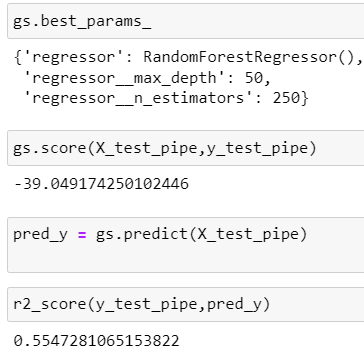 gs.best_params_
{'regressor': RandomForestRegressor(),
 'regressor__max_depth': 50,
 'regressor__n_estimators': 250}
gs.score(X_test_pipe,y_test_pipe)
-39.049174250102446
pred_y = gs.predict(X_test_pipe)
r2_score(y_test_pipe,pred_y)
0.5547281065153822